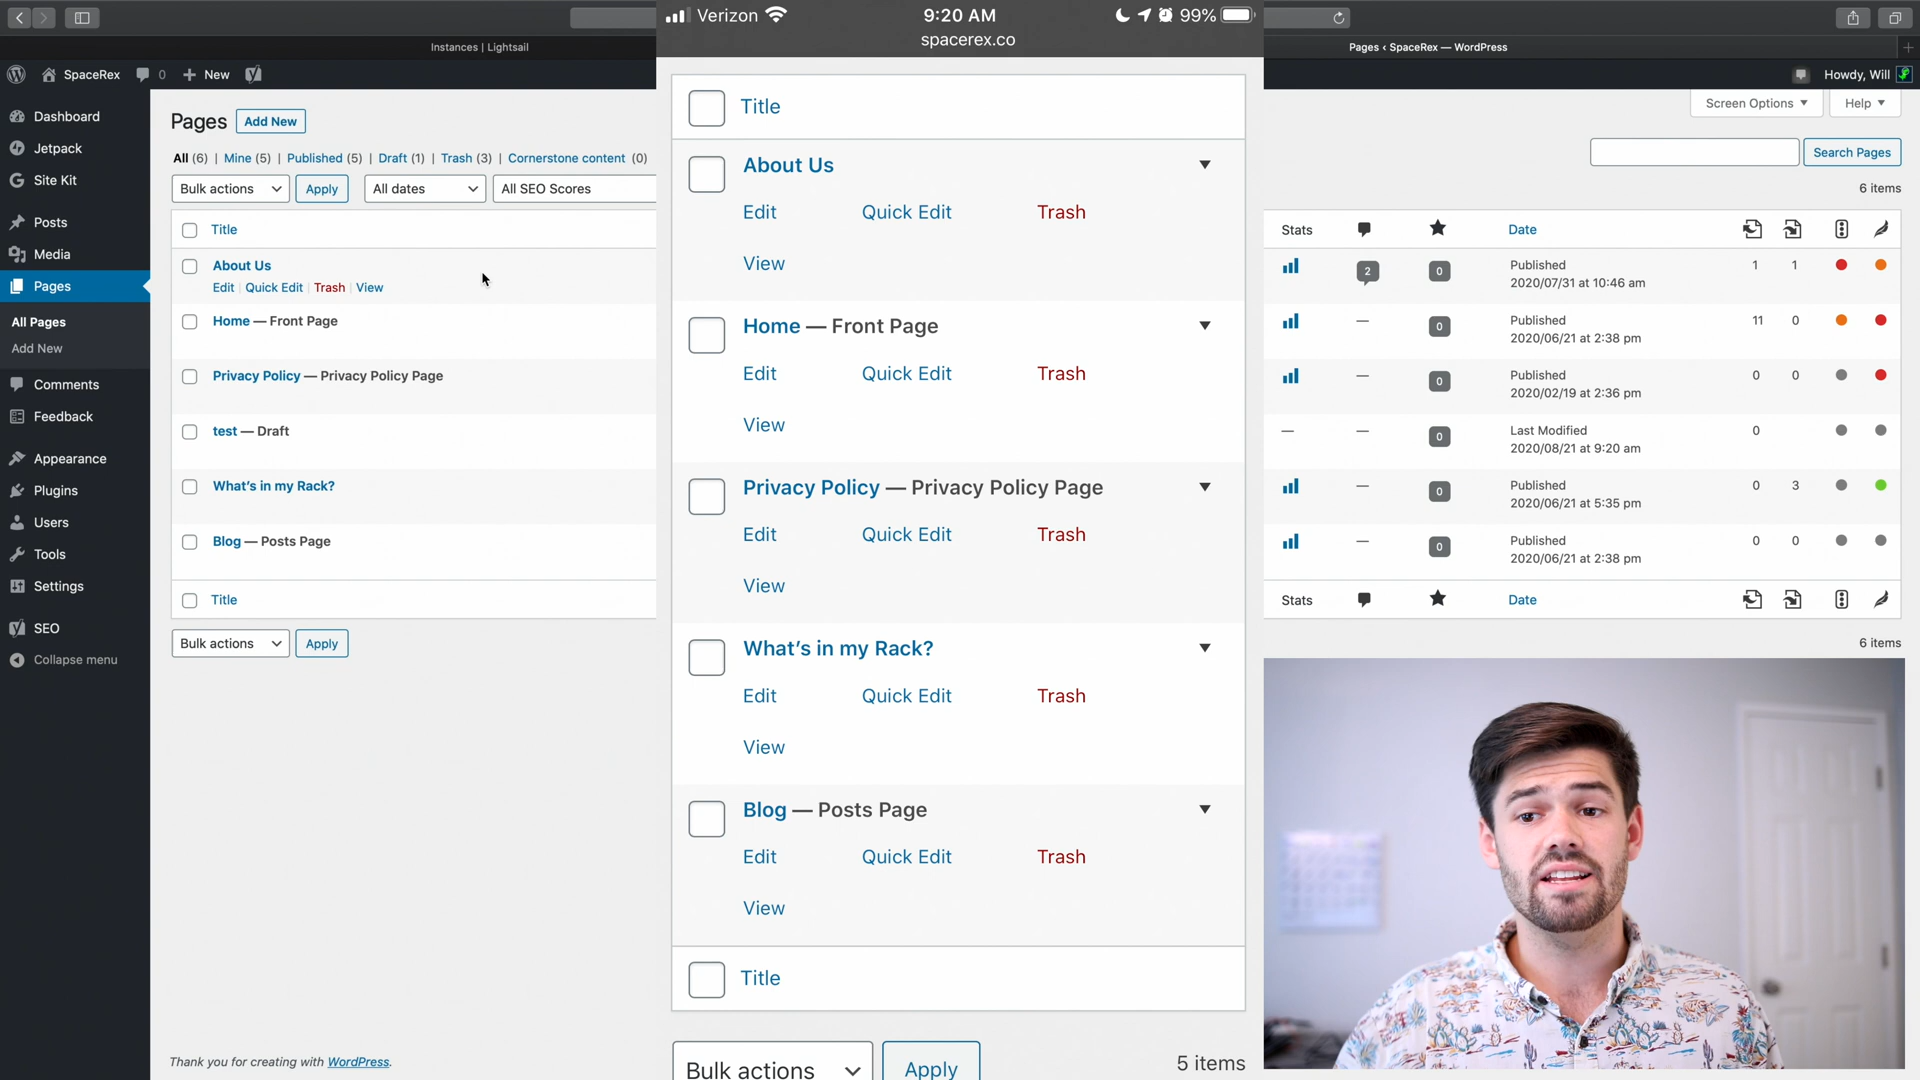 Instances | Lightsail
Pages < SpaceRex — WordPress
SpaceRex
0
New
Howdy, Will
Dashboard
Jetpack
Site Kit
Posts
Media
Pages
All Pages
Add New
Comments
Feedback
Appearance
Plugins
Users
Tools
Settings
SEO
Collapse menu
Pages
Add New
All (6) | Mine (5) | Published (5) | Draft (1) | Trash (3) | Cornerstone content (0)
Bulk actions
Apply
All dates
All SEO Scores
Title
About Us
Edit | Quick Edit | Trash | View
Home — Front Page
Privacy Policy — Privacy Policy Page
test — Draft
What's in my Rack?
Blog — Posts Page
Title
Bulk actions
Apply
Thank you for creating with WordPress.
Verizon
9:20 AM
99%
spacerex.co
Title
About Us
Edit Quick Edit Trash
View
Home — Front Page
Edit Quick Edit Trash
View
Privacy Policy — Privacy Policy Page
Edit Quick Edit Trash
View
What's in my Rack?
Edit Quick Edit Trash
View
Blog — Posts Page
Edit Quick Edit Trash
View
Title
Bulk actions
Apply
5 items
Screen Options
Help
Search Pages
6 items
Stats
Date
2 0 Published 1 1
2020/07/31 at 10:46 am
— 0 Published 11 0
2020/06/21 at 2:38 pm
— 0 Published 0 0
2020/02/19 at 2:36 pm
— — 0 Last Modified 0
2020/08/21 at 9:20 am
— 0 Published 0 3
2020/06/21 at 5:35 pm
— 0 Published 0 0
2020/06/21 at 2:38 pm
Stats
Date
6 items